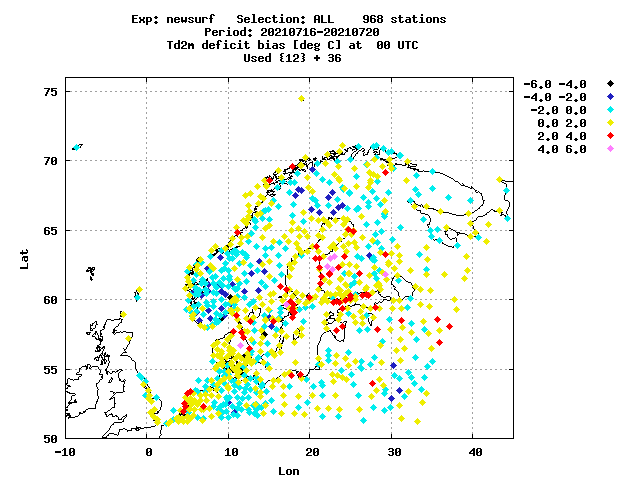 Exp: newsurf Selection: ALL 968 stations
Period: 20210716-20210720
Td2m deficit bias [deg C] at 00 UTC
Used {12} + 36
-6.0 -4.0
-4.0 -2.0
-2.0 0.0
0.0 2.0
2.0 4.0
4.0 6.0
75
70
65
60
55
50
Lat
-10 0 10 20 30 40
Lon